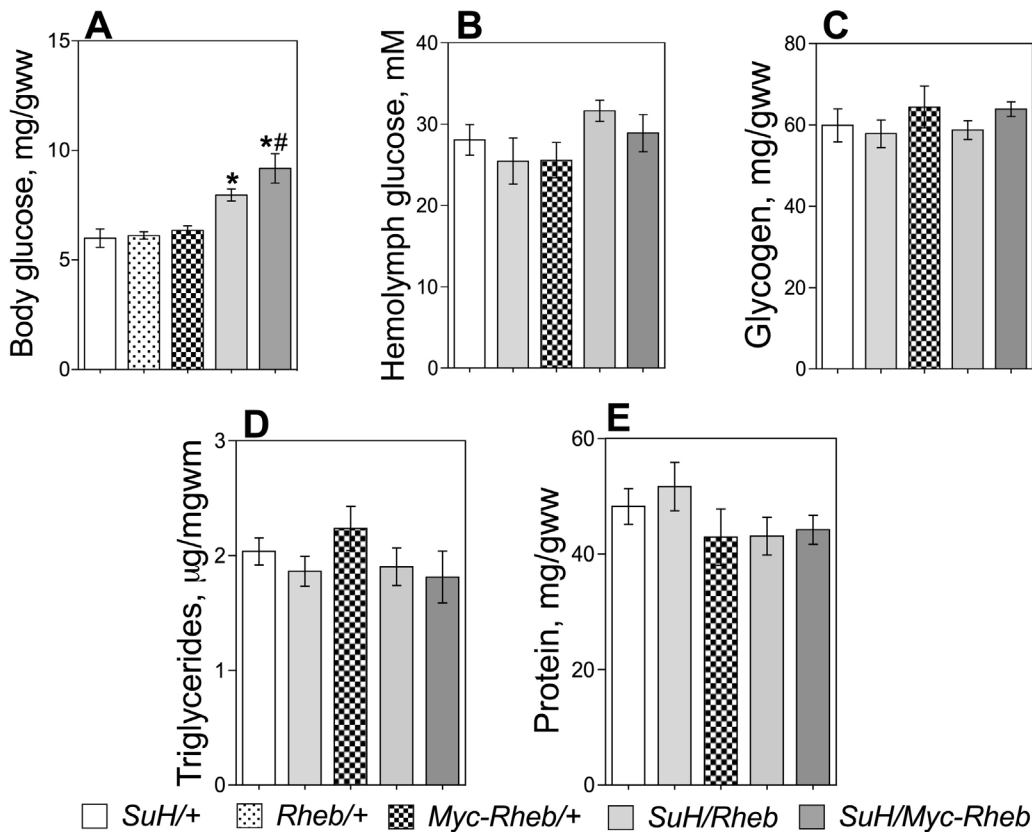 A
Body glucose, mg/gww
15
10
5
0
*
*#
B
Hemolymph glucose, mM
40
30
20
10
0
C
Glycogen, mg/gww
80
60
40
20
0
D
Triglycerides, µg/mgwm
3
2
1
0
E
Protein, mg/gww
60
40
20
0
SuH/+ Rheb/+ Myc-Rheb/+ SuH/Rheb SuH/Myc-Rheb